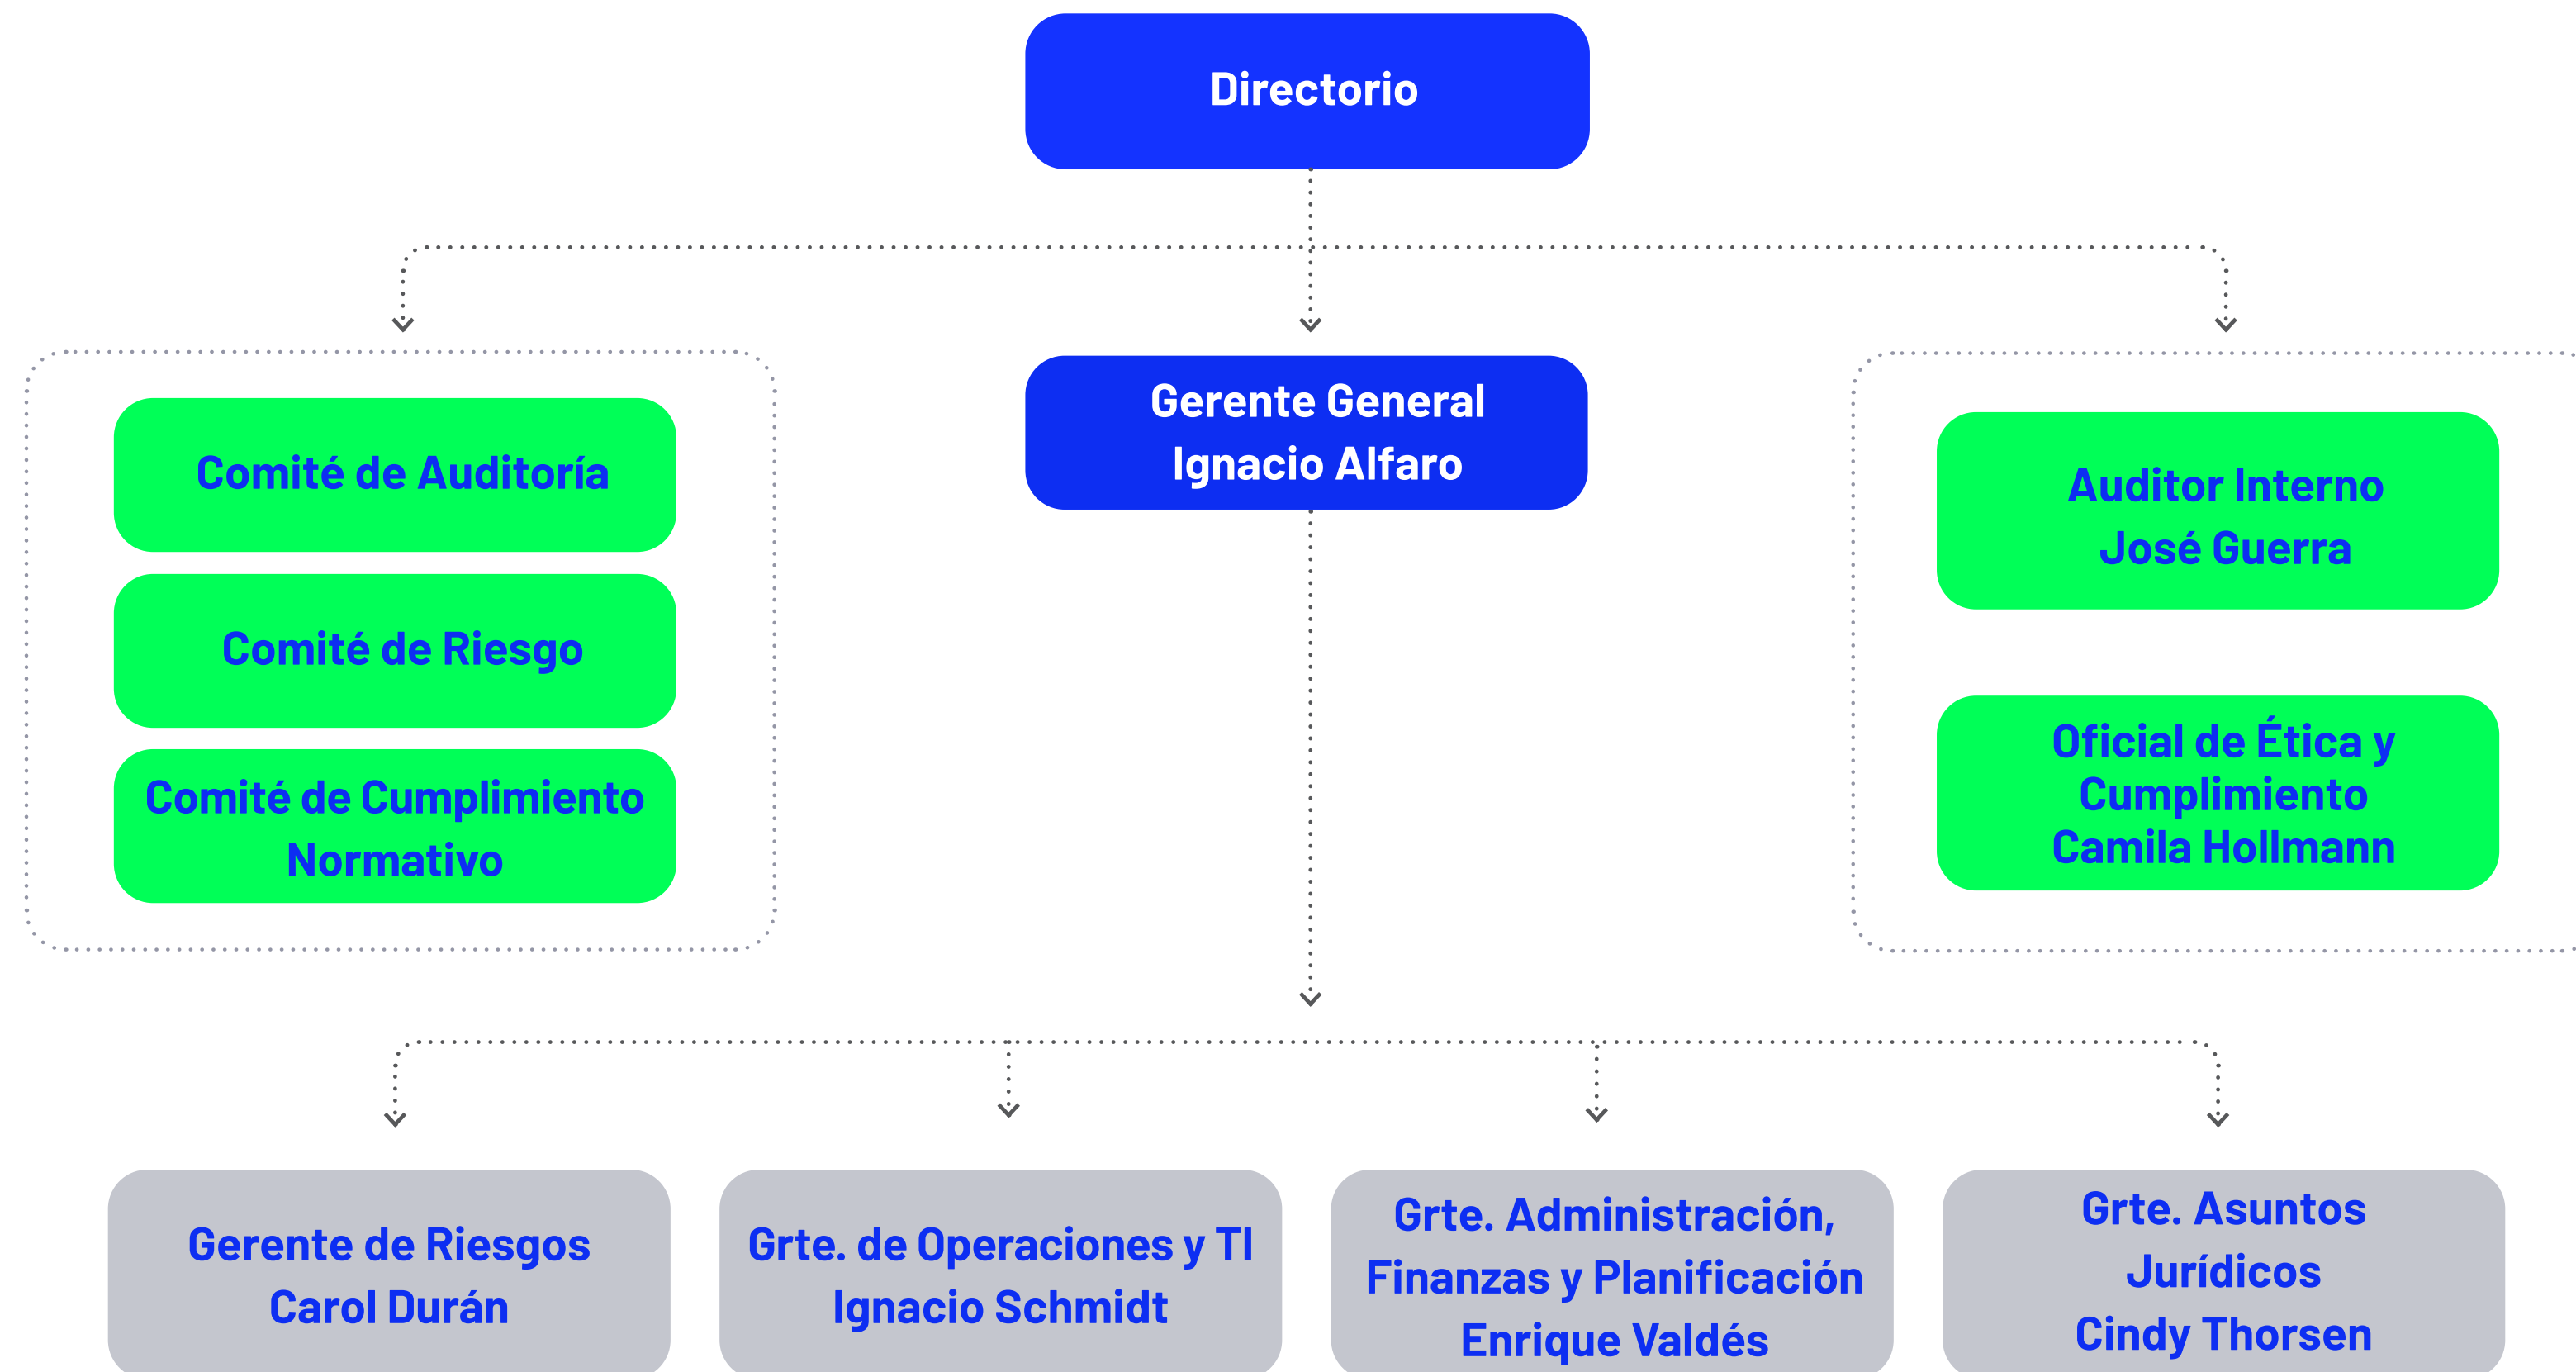 Directorio
Gerente General
Ignacio Alfaro
Comité de Auditoría
Comité de Riesgo
Comité de Cumplimiento
Normativo
Auditor Interno
José Guerra
Oficial de Ética y
Cumplimiento
Camila Hollmann
Gerente de Riesgos
Carol Durán
Grte. de Operaciones y TI
Ignacio Schmidt
Grte. Administración,
Finanzas y Planificación
Enrique Valdés
Grte. Asuntos
Jurídicos
Cindy Thorsen